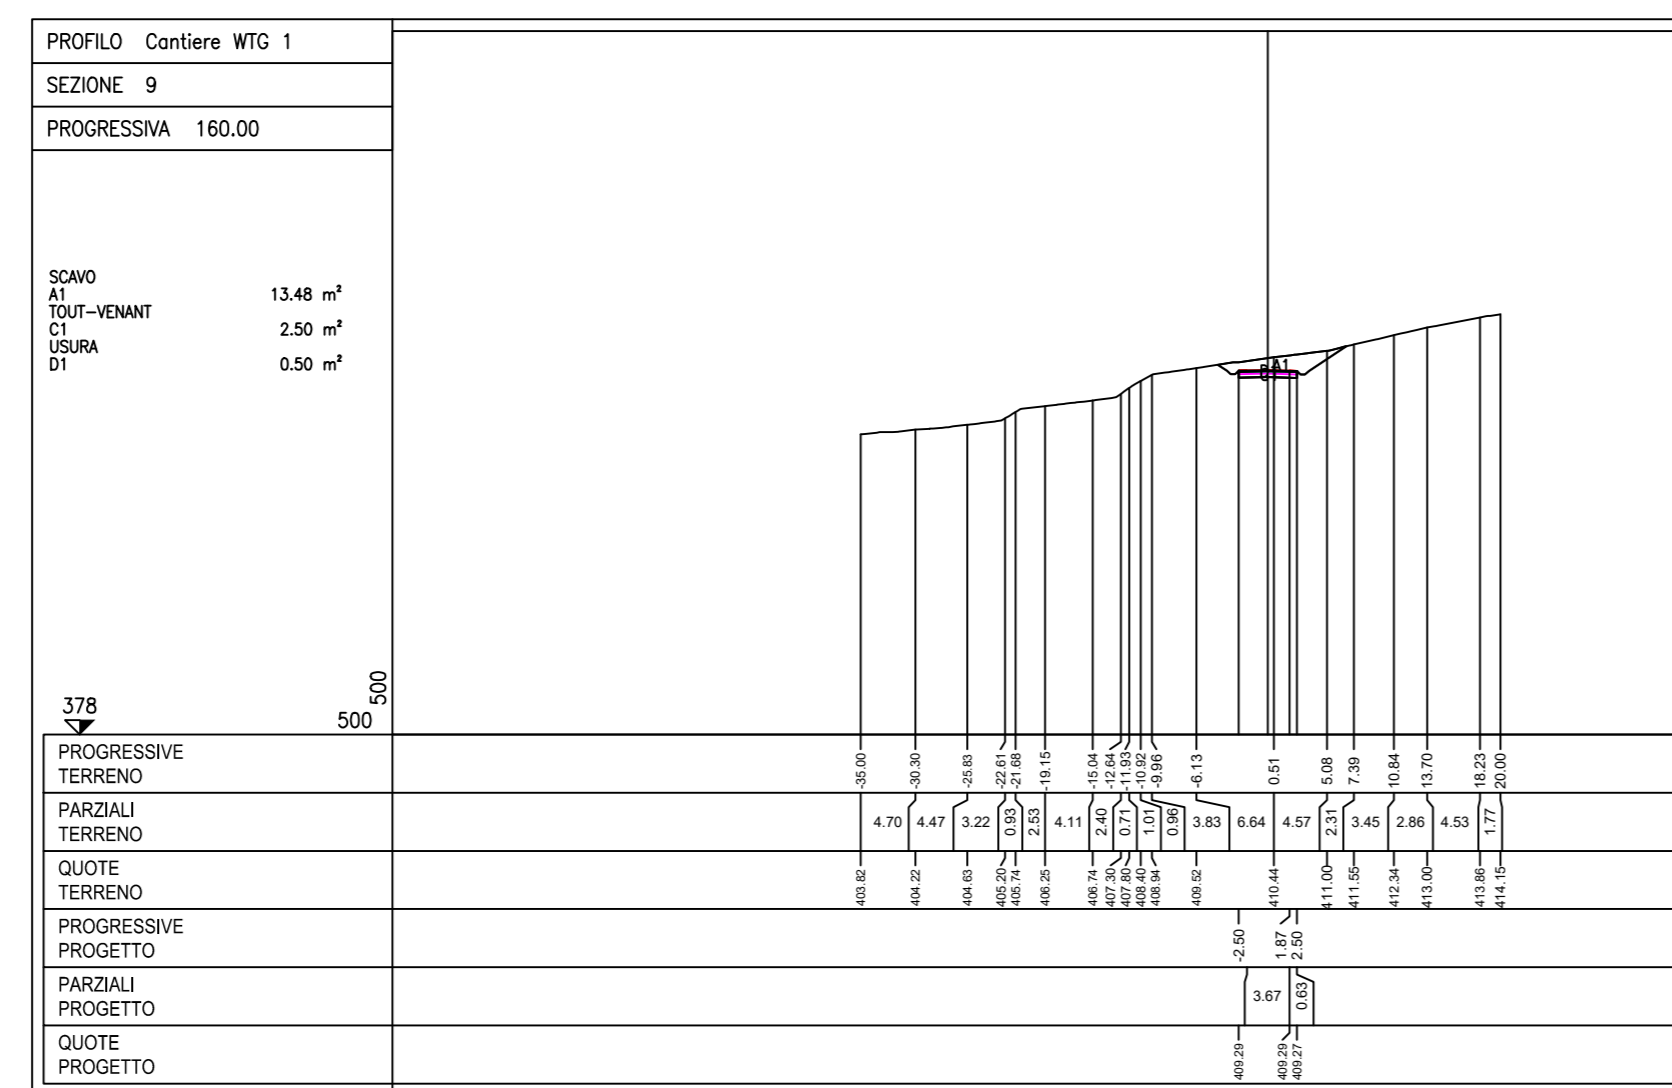 PROFILO Cantiere WTG 1
SEZIONE 9
PROGRESSIVA 160.00
SCAVO
A1 13.48 m²
TOUT-VENANT
C1 2.50 m²
USURA
D1 0.50 m²
A1
378
500
500
PROGRESSIVE
TERRENO
-35.00 -30.30 -25.83 -22.61 -21.68 -19.15 -15.04 -12.64 -11.93 -10.92 -9.96 -6.13 0.51 5.08 7.39 10.84 13.70 18.23 20.00
PARZIALI
TERRENO
4.70 4.47 3.22 0.93 2.53 4.11 2.40 0.71 1.01 0.96 3.83 6.64 4.57 2.31 3.45 2.86 4.53 1.77
QUOTE
TERRENO
403.82 404.22 404.63 405.20 405.74 406.25 406.74 407.30 407.80 408.40 408.94 409.52 410.44 411.00 411.55 412.34 413.00 413.86 414.15
PROGRESSIVE
PROGETTO
-2.50 1.87 2.50
PARZIALI
PROGETTO
3.67 0.63
QUOTE
PROGETTO
409.29 409.29 409.27